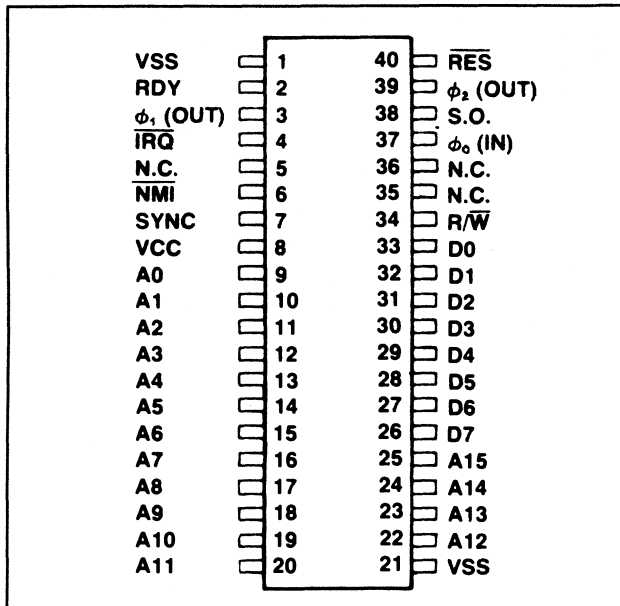 VSS 1 40 R̅E̅S̅
RDY 2 39 ϕ₂ (OUT)
ϕ₁ (OUT) 3 38 S.O.
I̅R̅Q̅ 4 37 ϕ₀ (IN)
N.C. 5 36 N.C.
N̅M̅I̅ 6 35 N.C.
SYNC 7 34 R/W̅
VCC 8 33 D0
A0 9 32 D1
A1 10 31 D2
A2 11 30 D3
A3 12 29 D4
A4 13 28 D5
A5 14 27 D6
A6 15 26 D7
A7 16 25 A15
A8 17 24 A14
A9 18 23 A13
A10 19 22 A12
A11 20 21 VSS